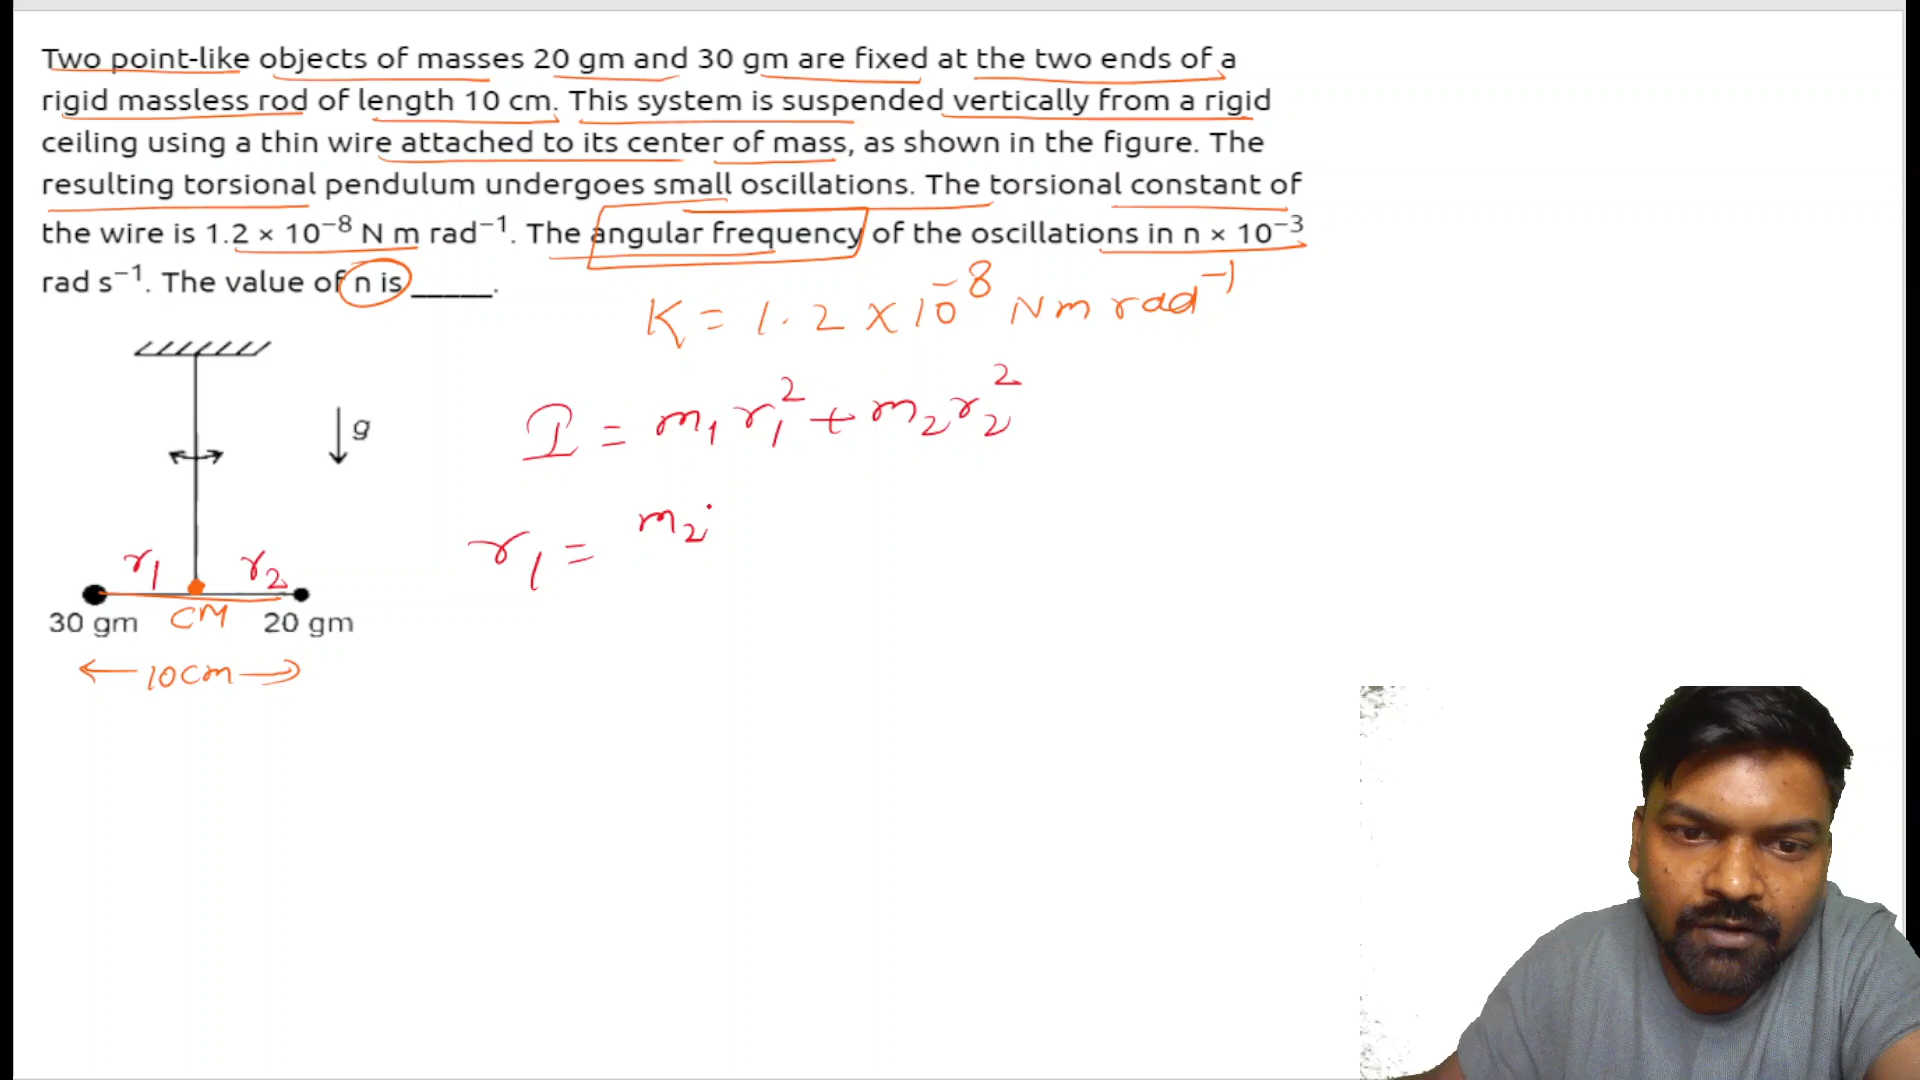 Two point-like objects of masses 20 gm and 30 gm are fixed at the two ends of a
rigid massless rod of length 10 cm. This system is suspended vertically from a rigid
ceiling using a thin wire attached to its center of mass, as shown in the figure. The
resulting torsional pendulum undergoes small oscillations. The torsional constant of
the wire is 1.2 × 10⁻⁸ N m rad⁻¹. The angular frequency of the oscillations in n × 10⁻³
rad s⁻¹. The value of n is _____.
K = 1.2 × 10⁻⁸ Nm rad⁻¹
I = m₁ r₁² + m₂ r₂²
g
r₁ = m₂
r₁ r₂
30 gm CM 20 gm
10cm